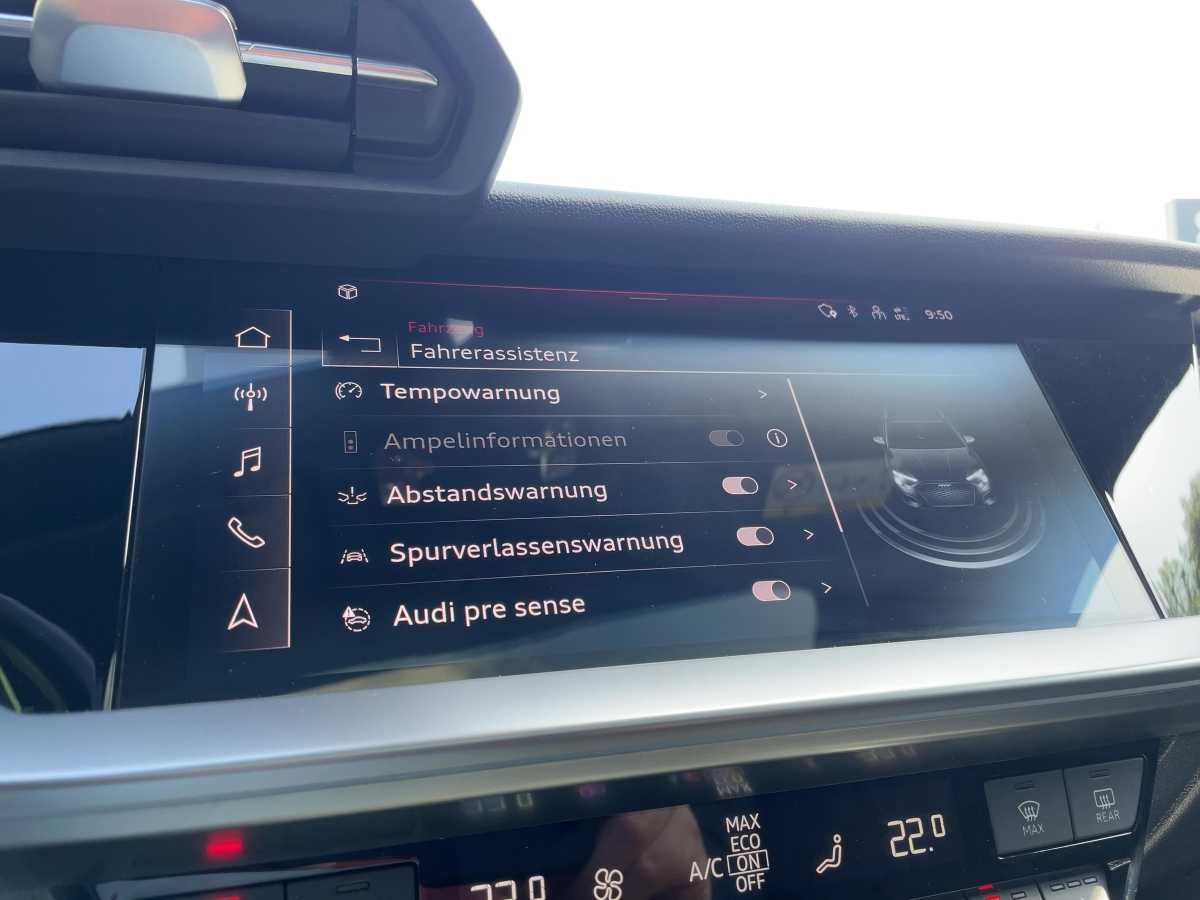 9:50
Fahrzeug
Fahrerassistenz
Tempowarnung
Ampelinformationen
Abstandswarnung
Spurverlassenswarnung
Audi pre sense
MAX
ECO
A/C ON
OFF
22.0
MAX
REAR